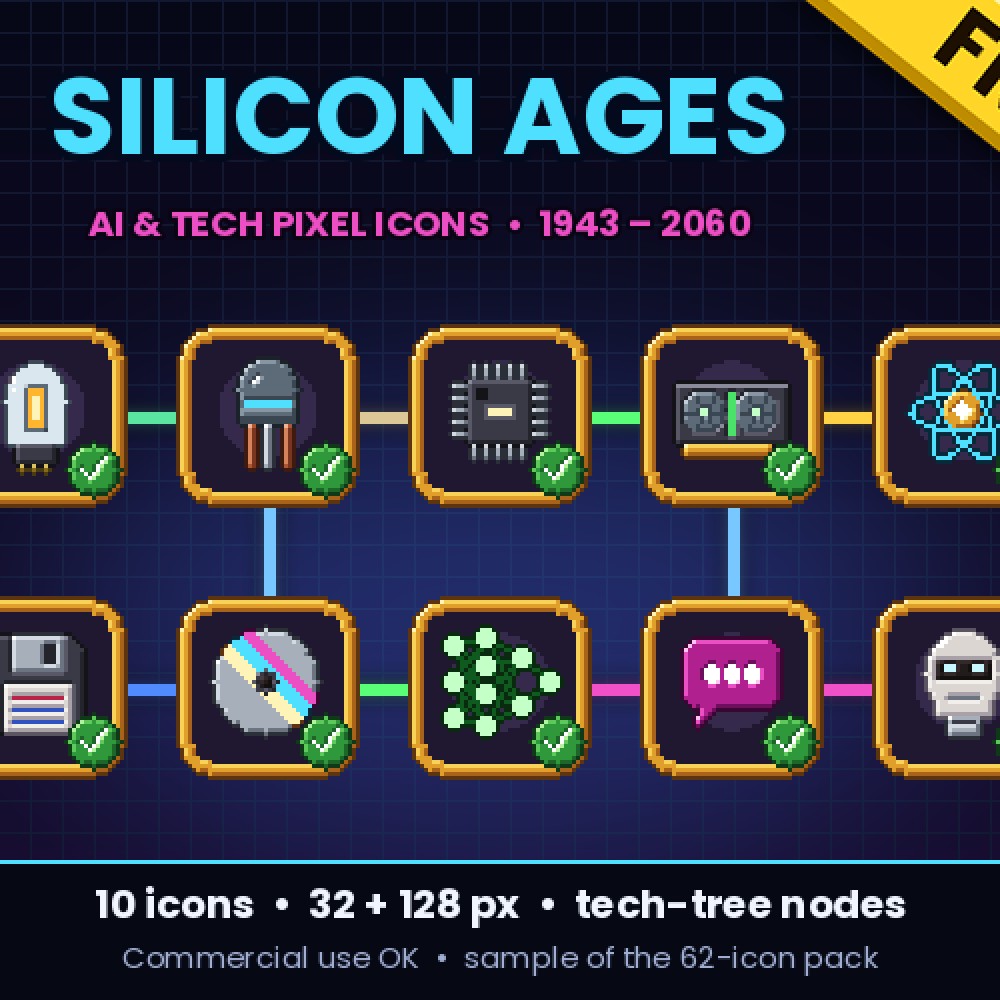 SILICON AGES
AI & TECH PIXEL ICONS • 1943 – 2060
10 icons • 32 + 128 px • tech-tree nodes
Commercial use OK • sample of the 62-icon pack